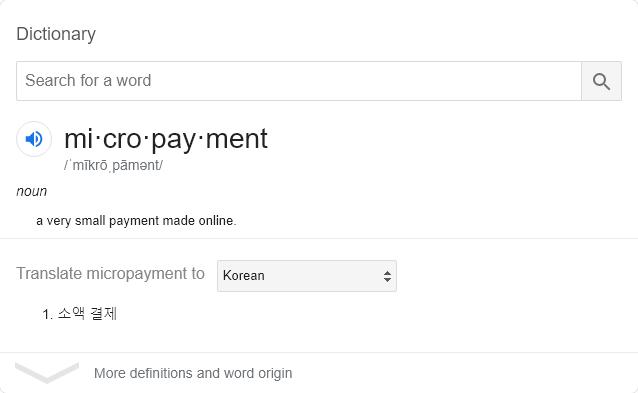 Dictionary
Search for a word
mi·cro·pay·ment
/ˈmīkrōˌpāmənt/
noun
a very small payment made online.
Translate micropayment to Korean
1. 소액 결제
More definitions and word origin